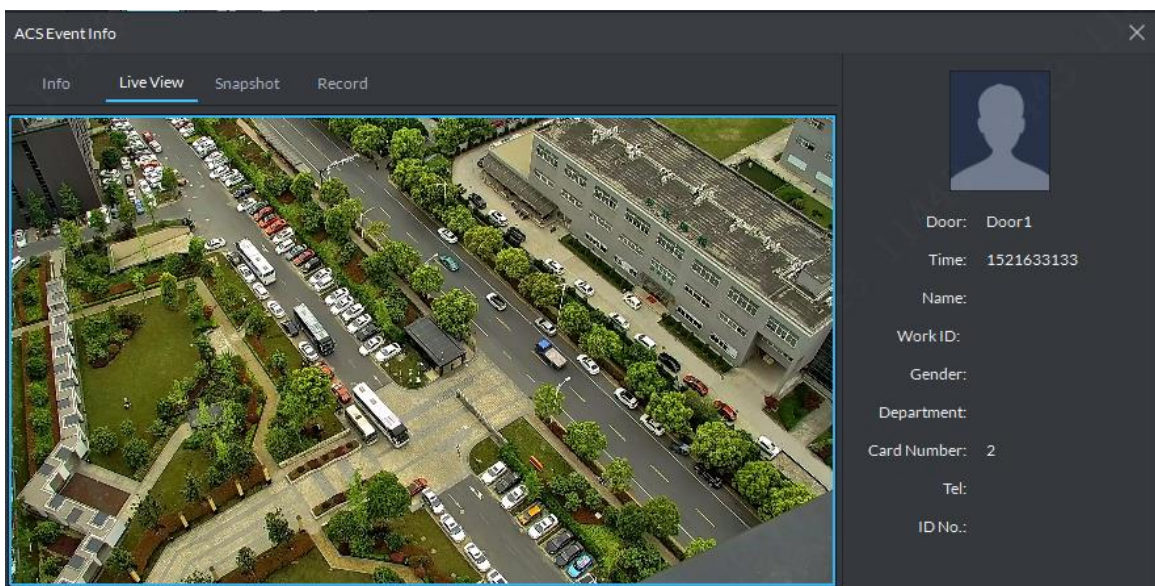 ACS Event Info
Info Live View Snapshot Record
Door: Door1
Time: 1521633133
Name:
Work ID:
Gender:
Department:
Card Number: 2
Tel:
ID No.: